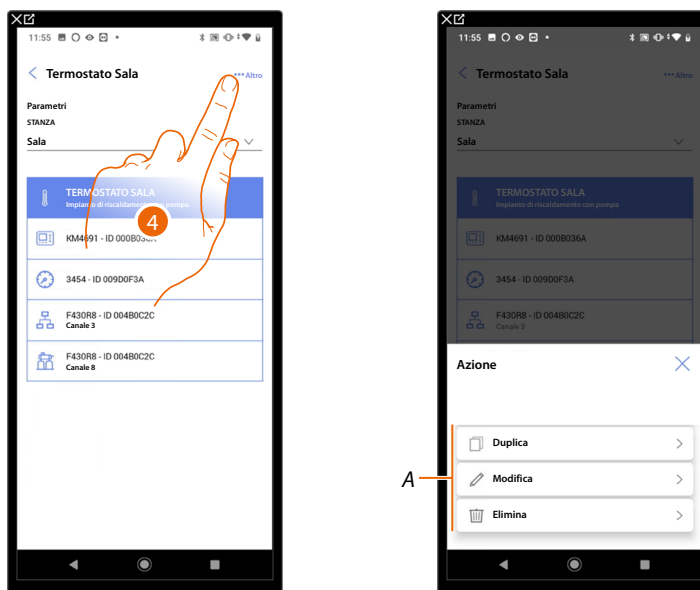 11:55
Termostato Sala
•••Altro
Parametri
STANZA
Sala
TERMOSTATO SALA
Impianto di riscaldamento con pompa
4
KM4691 - ID 000B036A
3454 - ID 009D0F3A
F430R8 - ID 004B0C2C
Canale 3
F430R8 - ID 004B0C2C
Canale 8
11:55
Termostato Sala
•••Altro
Parametri
STANZA
Sala
TERMOSTATO SALA
Impianto di riscaldamento con pompa
KM4691 - ID 000B036A
3454 - ID 009D0F3A
F430R8 - ID 004B0C2C
Canale 3
Azione
Duplica
A
Modifica
Elimina